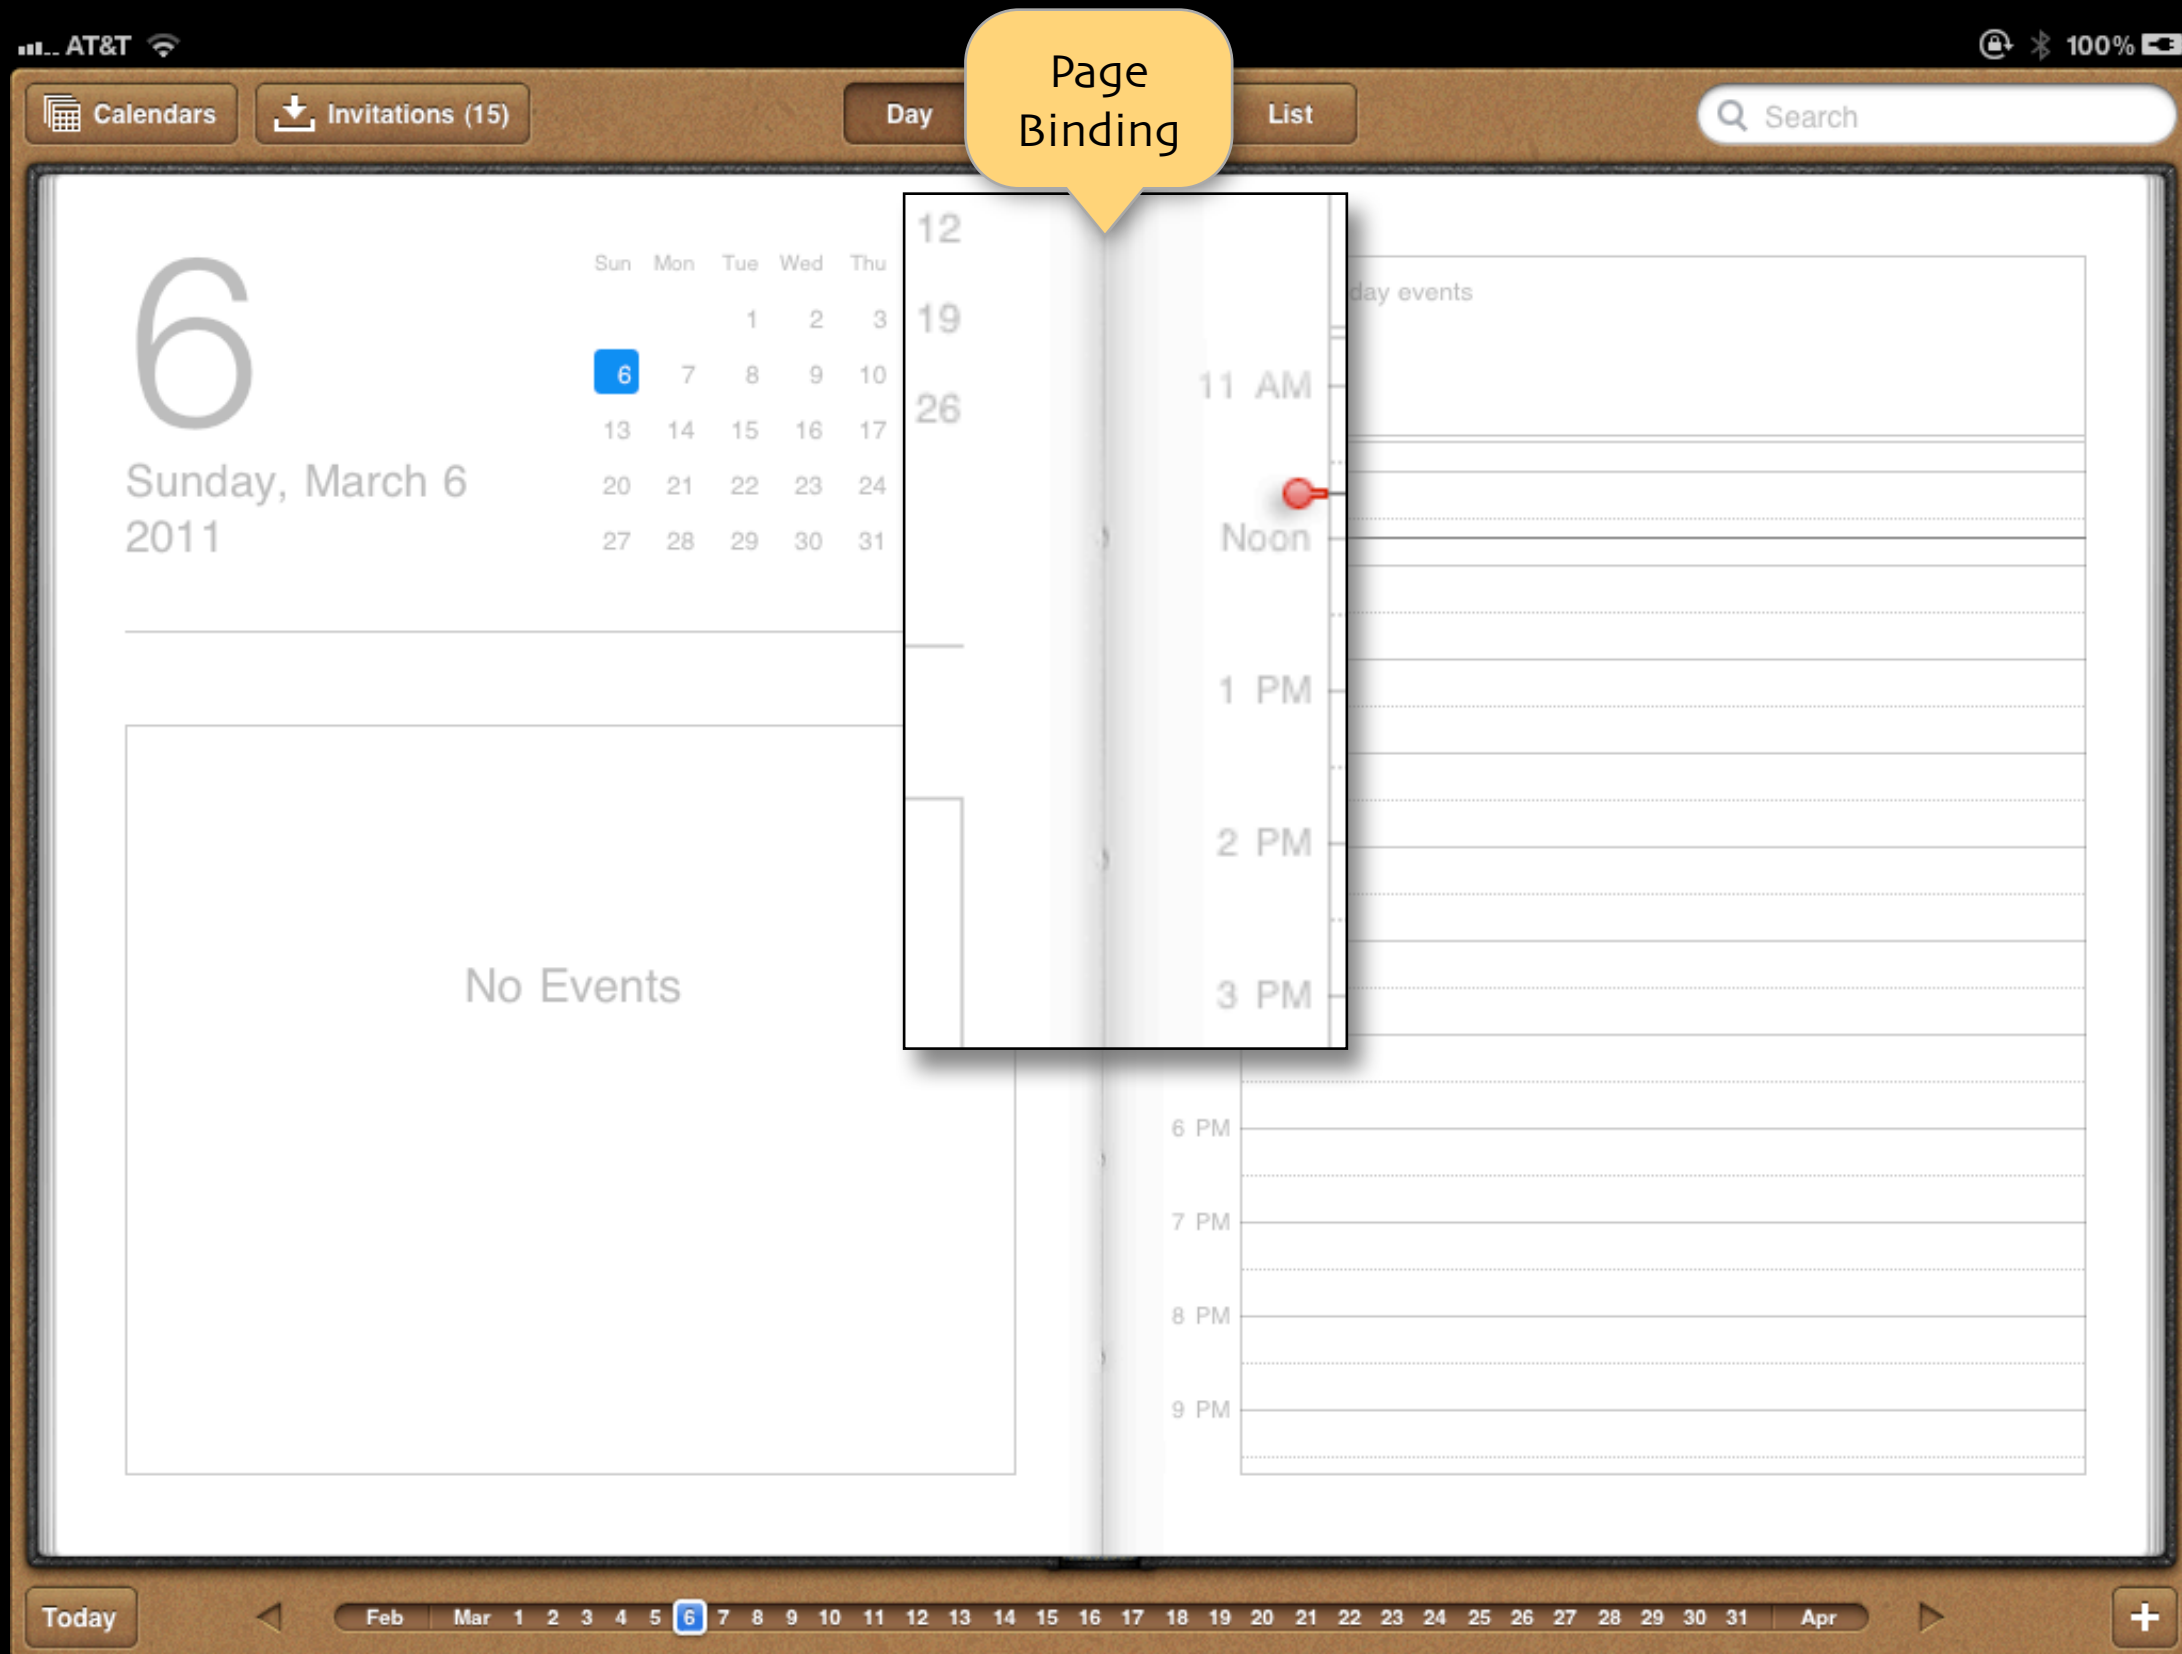 AT&T 100%
Calendars Invitations (15) Day List Search
Page
Binding
6
Sunday, March 6
2011
Sun Mon Tue Wed Thu
1 2 3
6 7 8 9 10
13 14 15 16 17
20 21 22 23 24
27 28 29 30 31
No Events
12
19
26
11 AM
Noon
1 PM
2 PM
3 PM
day events
6 PM
7 PM
8 PM
9 PM
Today Feb Mar 1 2 3 4 5 6 7 8 9 10 11 12 13 14 15 16 17 18 19 20 21 22 23 24 25 26 27 28 29 30 31 Apr +